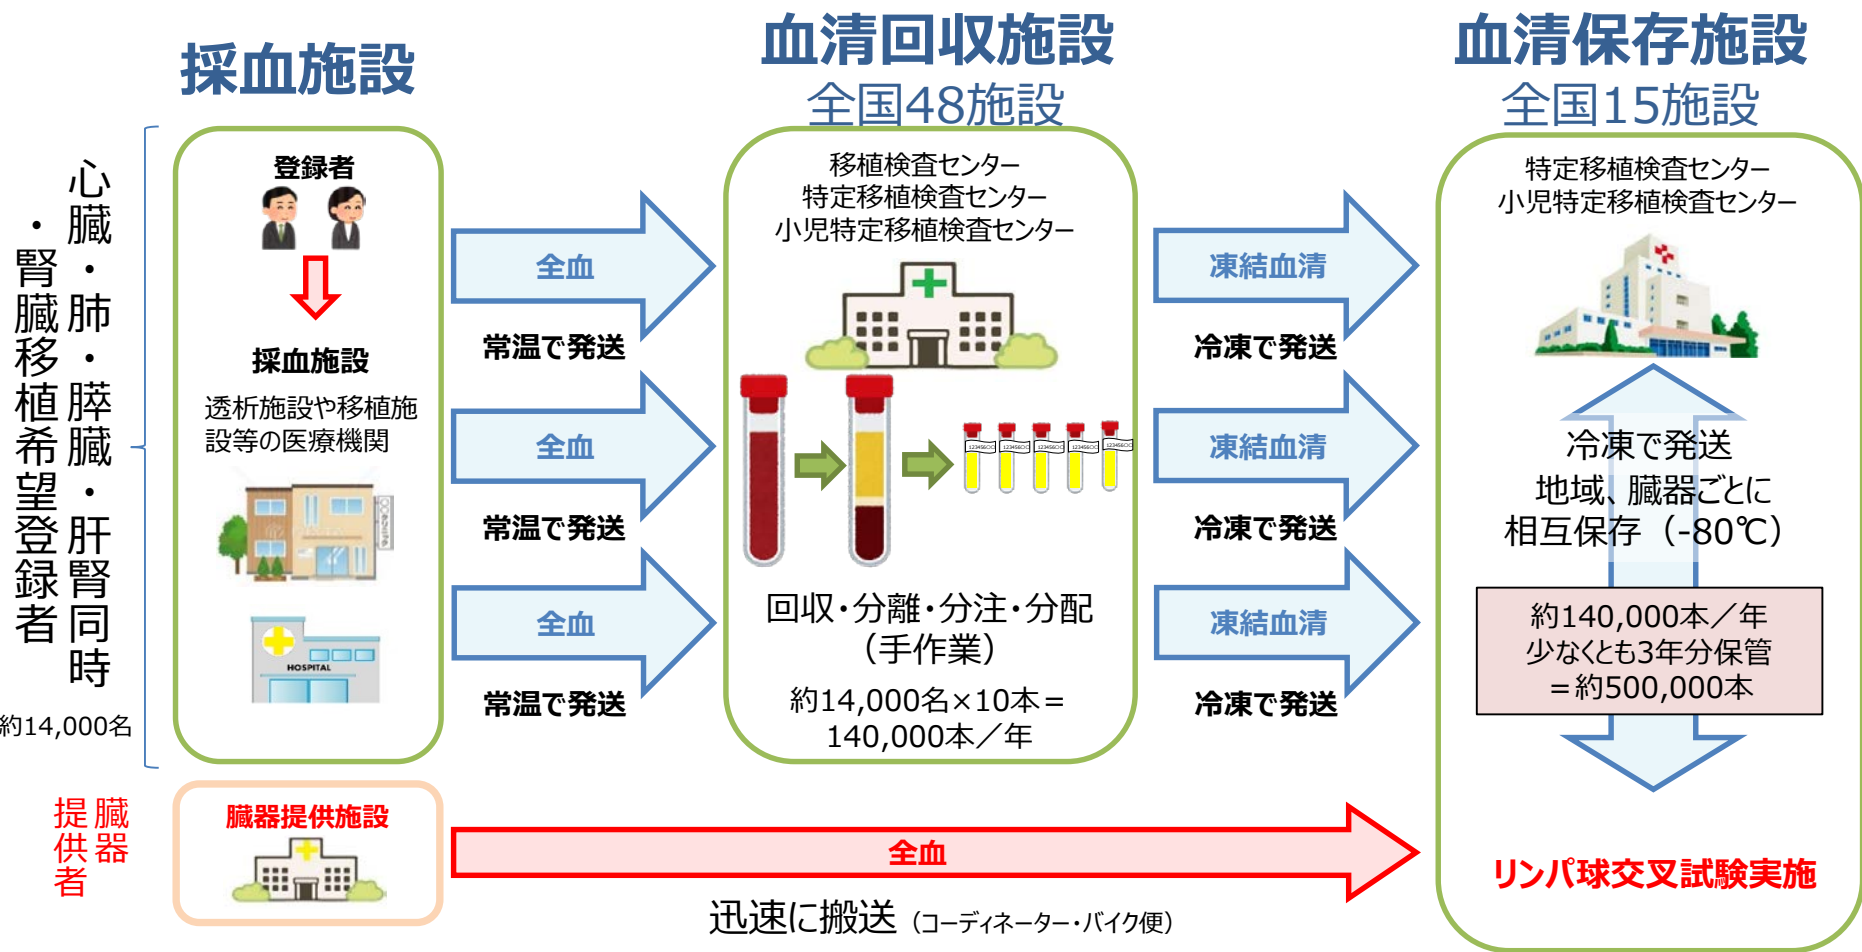 採血施設
血清回収施設
全国48施設
血清保存施設
全国15施設
心臓・肺・膵臓・肝腎同時
・腎臓移植希望登録者
約14,000名
登録者
採血施設
透析施設や移植施
設等の医療機関
HOSPITAL
全血
常温で発送
全血
常温で発送
全血
常温で発送
移植検査センター
特定移植検査センター
小児特定移植検査センター
123456〇〇
123456〇〇
123456〇〇
123456〇〇
123456〇〇
回収・分離・分注・分配
（手作業）
約14,000名×10本＝
140,000本／年
凍結血清
冷凍で発送
凍結血清
冷凍で発送
凍結血清
冷凍で発送
特定移植検査センター
小児特定移植検査センター
冷凍で発送
地域、臓器ごとに
相互保存（-80℃）
約140,000本／年
少なくとも3年分保管
＝約500,000本
リンパ球交叉試験実施
臓器
提供者
臓器提供施設
全血
迅速に搬送（コーディネーター・バイク便）